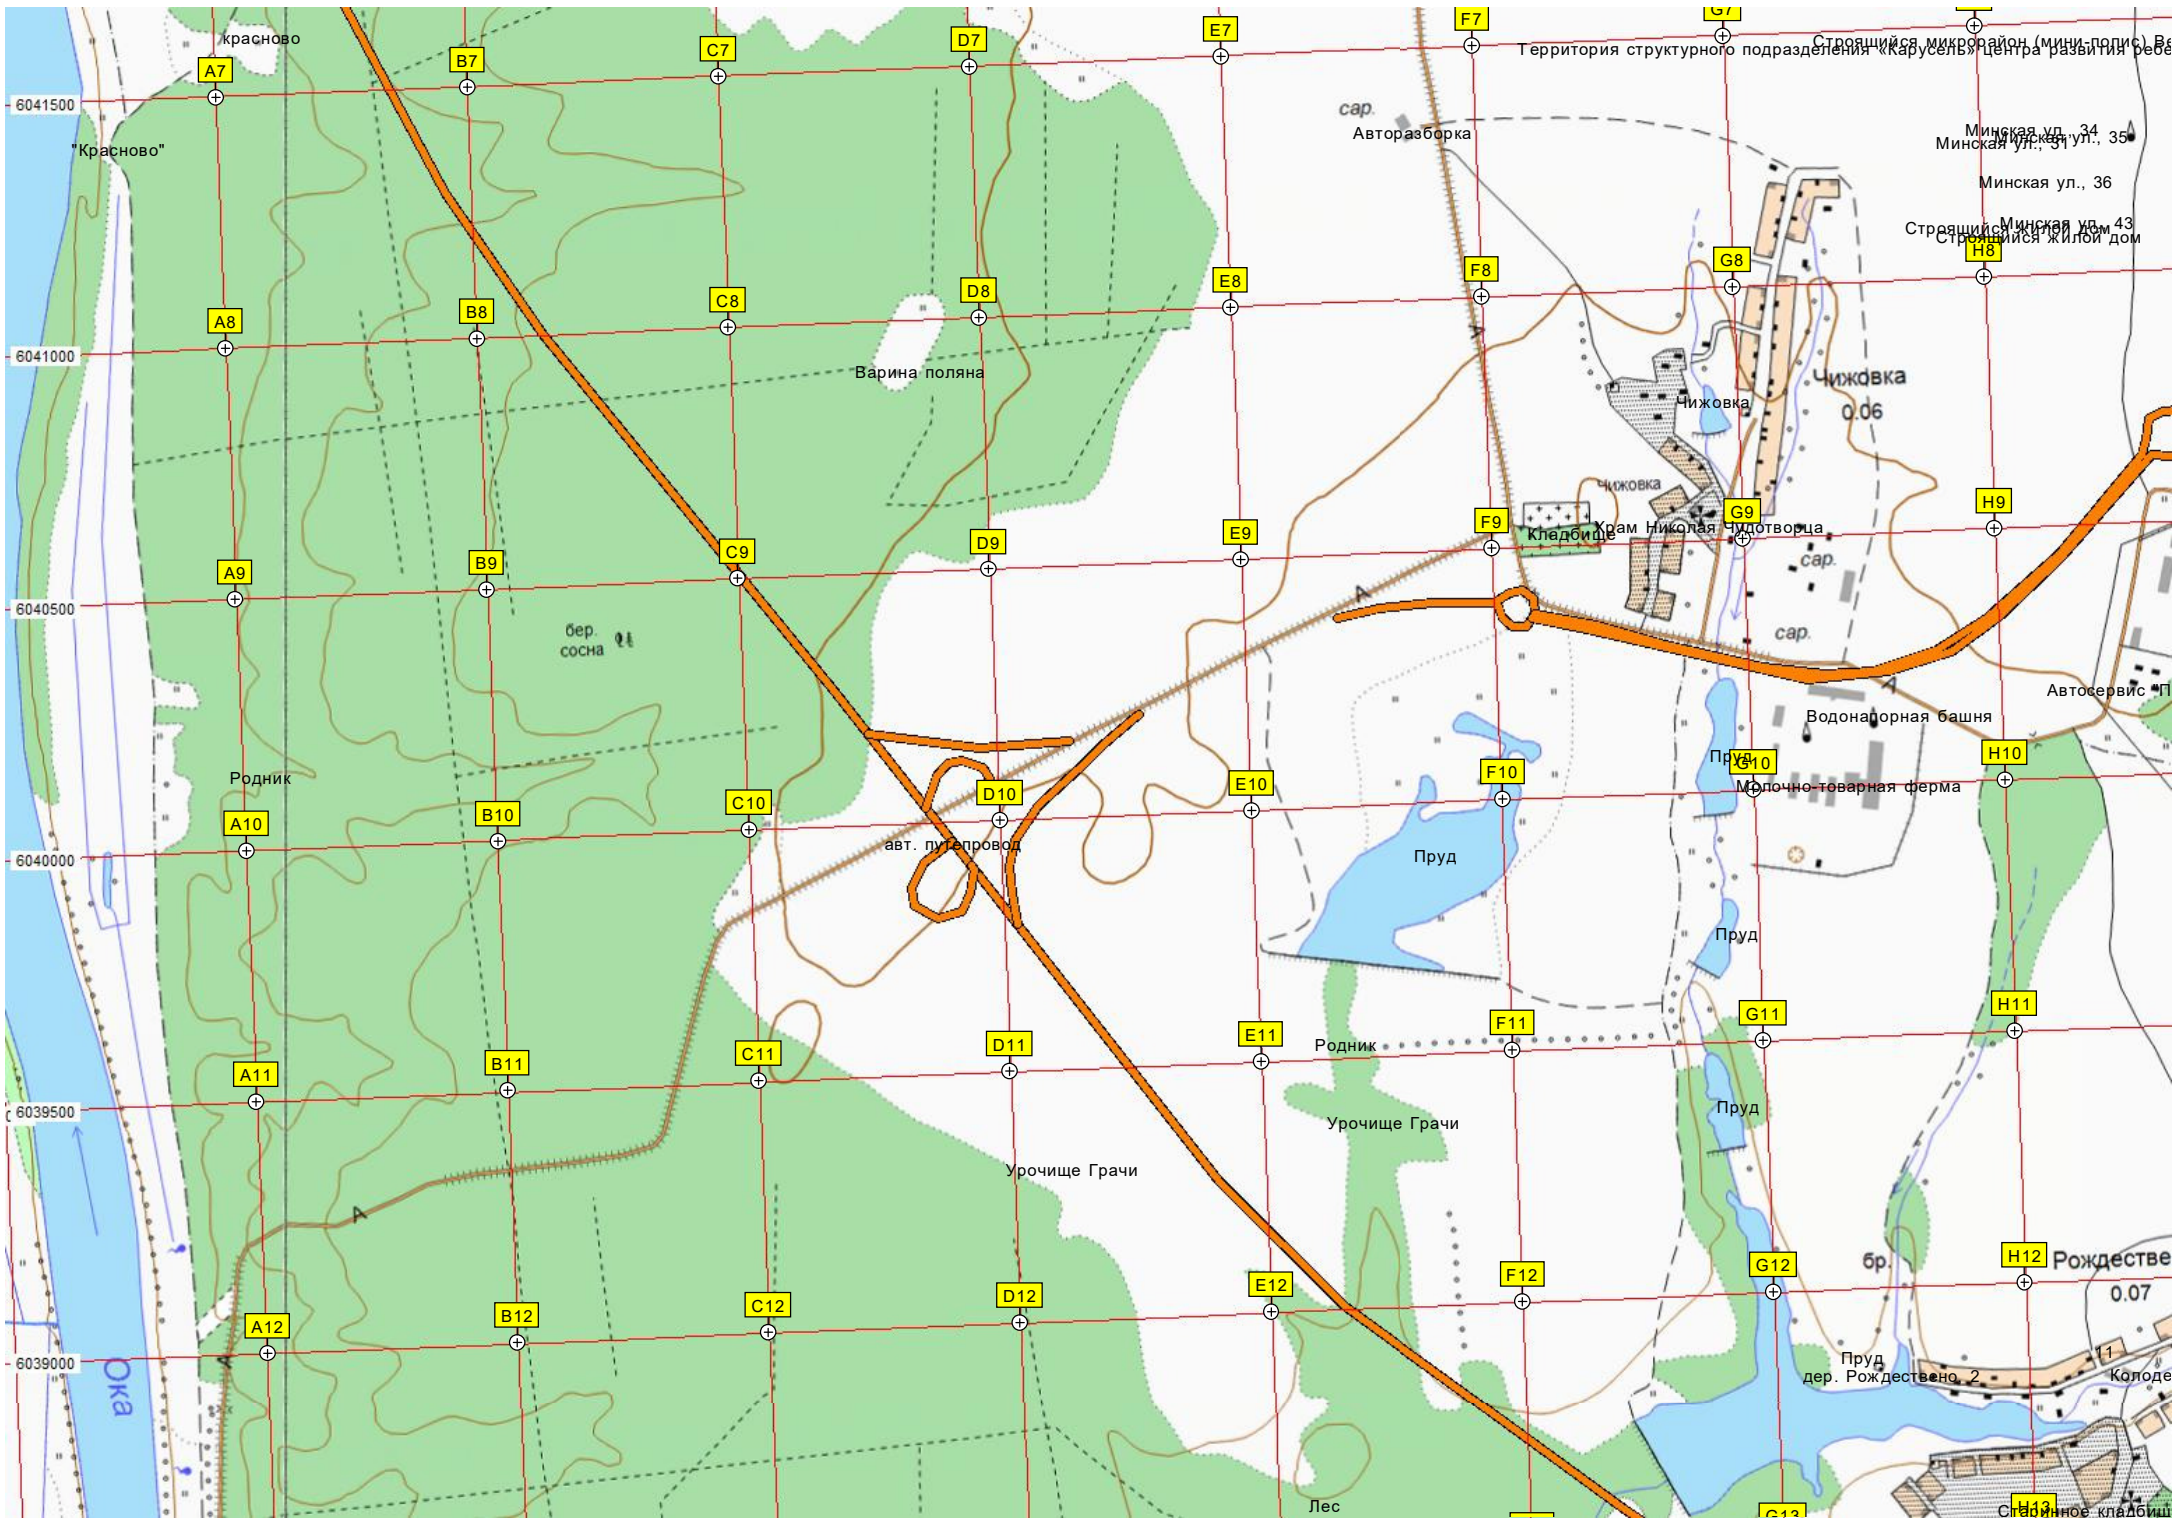 красново
A7
B7
C7
D7
E7
F7
G7
Территория структурного подразделения «Карусель» центра развития
Строящийся микрорайон (мини-полис)
6041500
"Красново"
сар.
Авторазборка
Минская ул., 34
Минская ул., 35
Минская ул., 31
Минская ул., 36
Минская ул., 43
Строящийся жилой дом
Строящийся жилой дом
A8
B8
C8
D8
E8
F8
G8
H8
6041000
А
Варина поляна
Чижовка
0.06
Чижовка
Чижовка
A9
B9
C9
D9
E9
F9
G9
H9
Кладбище
Храм Николая Чудотворца
сар.
6040500
А
бер.
сосна
сар.
А
Автосервис "П
Водонапорная башня
Родник
Пруд
A10
B10
C10
D10
E10
F10
G10
H10
Молочно-товарная ферма
6040000
авт. путепровод
Пруд
Пруд
A11
B11
C11
D11
E11
F11
G11
H11
Родник
6039500
Пруд
Урочище Грачи
Урочище Грачи
А
бр.
Рождестве
0.07
A12
B12
C12
D12
E12
F12
G12
H12
6039000
А
Ока
Пруд
11
дер. Рождествено, 2
Колоде
Лес
G13
H13
Старинное кладбищ